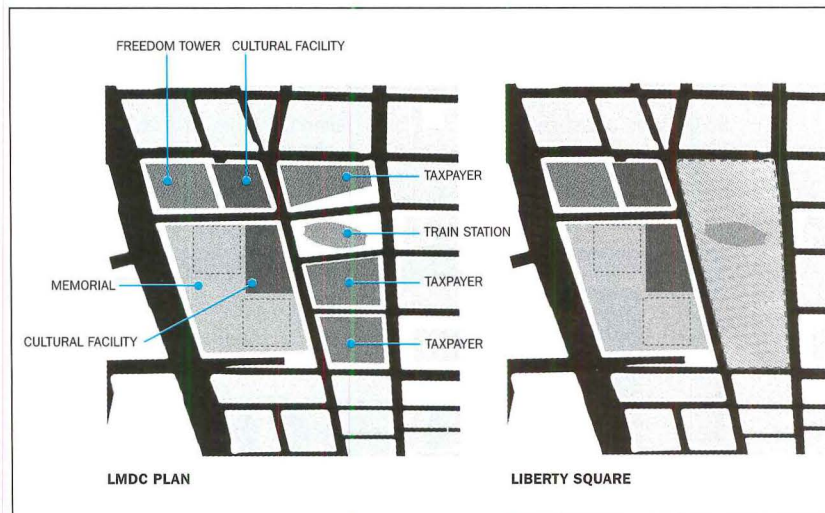 FREEDOM TOWER CULTURAL FACILITY
TAXPAYER
TRAIN STATION
MEMORIAL
TAXPAYER
CULTURAL FACILITY
TAXPAYER
LMDC PLAN
LIBERTY SQUARE